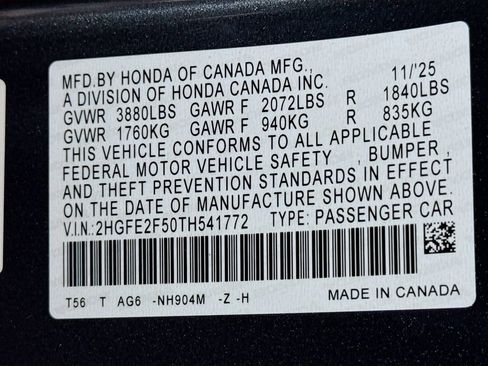 MFD.BY HONDA OF CANADA MFG., 11/'25
A DIVISION OF HONDA CANADA INC.
GVWR 3880LBS GAWR F 2072LBS R 1840LBS
GVWR 1760KG GAWR F 940KG R 835KG
THIS VEHICLE CONFORMS TO ALL APPLICABLE
FEDERAL MOTOR VEHICLE SAFETY , BUMPER ,
AND THEFT PREVENTION STANDARDS IN EFFECT
ON THE DATE OF MANUFACTURE SHOWN ABOVE.
V.I.N:2HGFE2F50TH541772 TYPE: PASSENGER CAR
T56 T AG6 -NH904M -Z -H
MADE IN CANADA